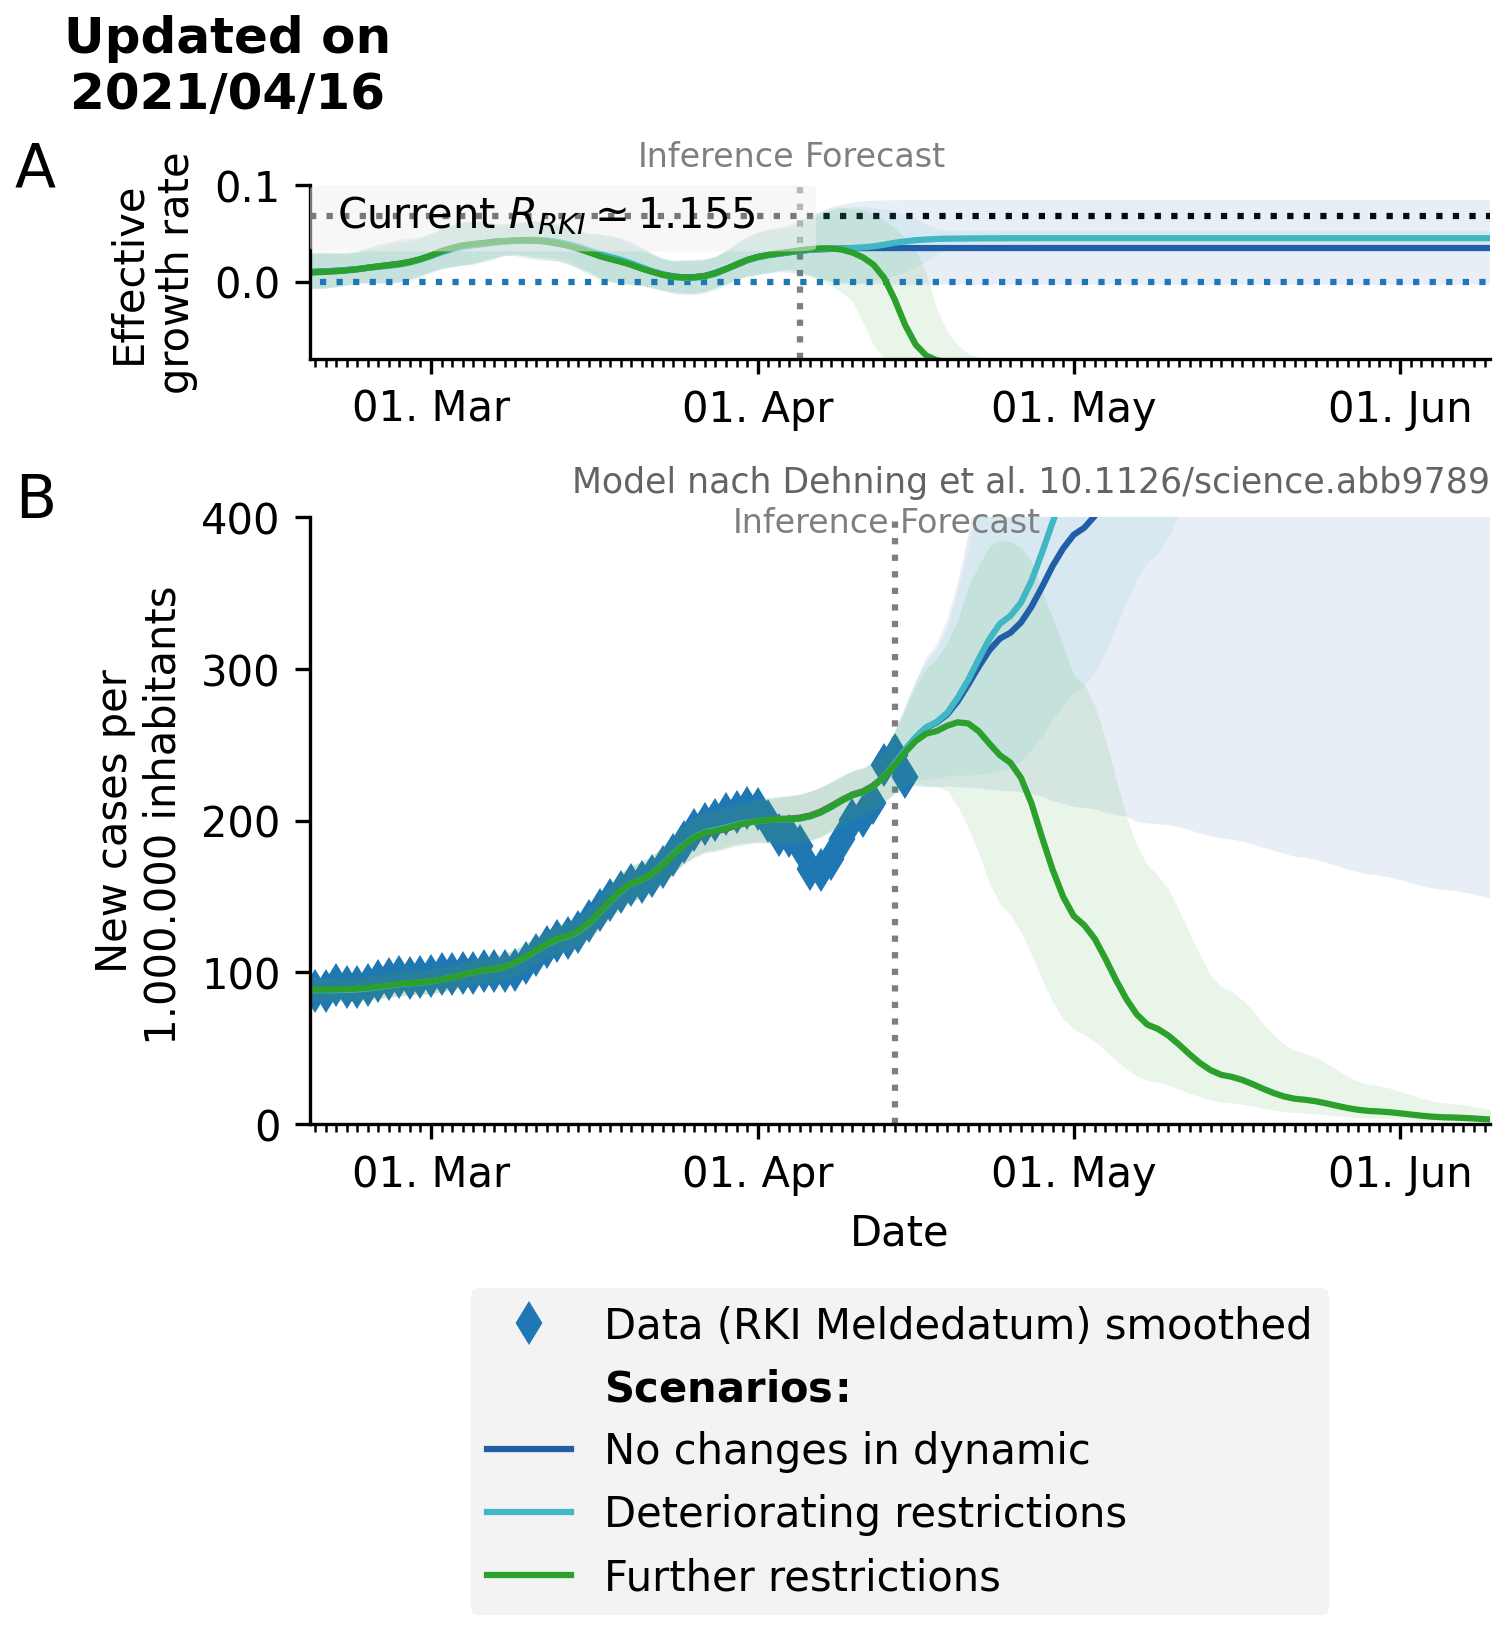 Updated on
2021/04/16
A
Inference Forecast
Effective
growth rate
0.1
0.0
Current R_RKI ≃ 1.155
01. Mar 01. Apr 01. May 01. Jun
B
Model nach Dehning et al. 10.1126/science.abb9789
Inference Forecast
New cases per
1.000.000 inhabitants
400
300
200
100
0
01. Mar 01. Apr 01. May 01. Jun
Date
Data (RKI Meldedatum) smoothed
Scenarios:
No changes in dynamic
Deteriorating restrictions
Further restrictions